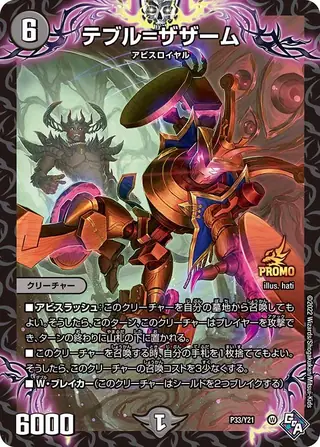 6
テブル=ザザーム
アビスロイヤル
PROMO
illus. hati
クリーチャー
■アビスラッシュ:このクリーチャーを自分の墓地から召喚しても
よい。そうしたら、このターン、このクリーチャーはプレイヤーを攻撃で
き、ターンの終わりに山札の下に置かれる。
■このクリーチャーを召喚する時、自分の手札を1枚捨ててもよい。
そうしたら、このクリーチャーの召喚コストを3少なくする。
■W・ブレイカー(このクリーチャーはシールドを2つブレイクする)
6000
1
P33/Y21
W
©2022 Wizards/Shogakukan/Mitsui-Kids